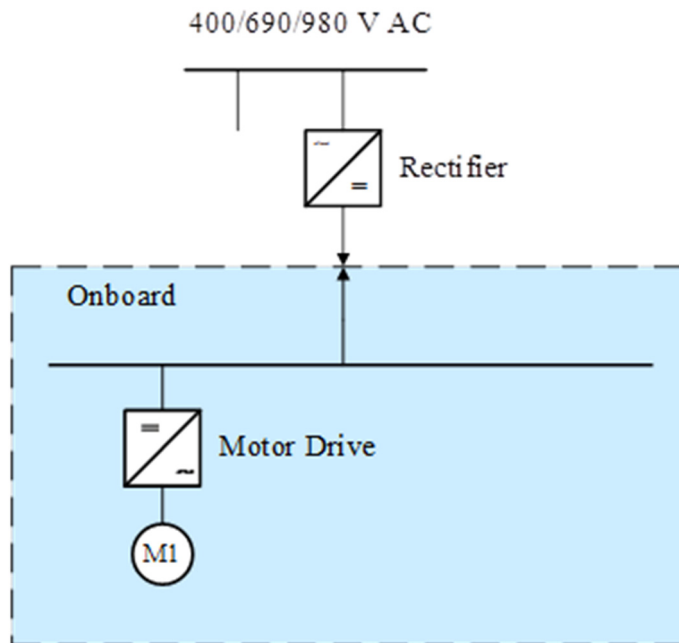 400/690/980 V AC
~
=
Rectifier
Onboard
=
~
Motor Drive
M1